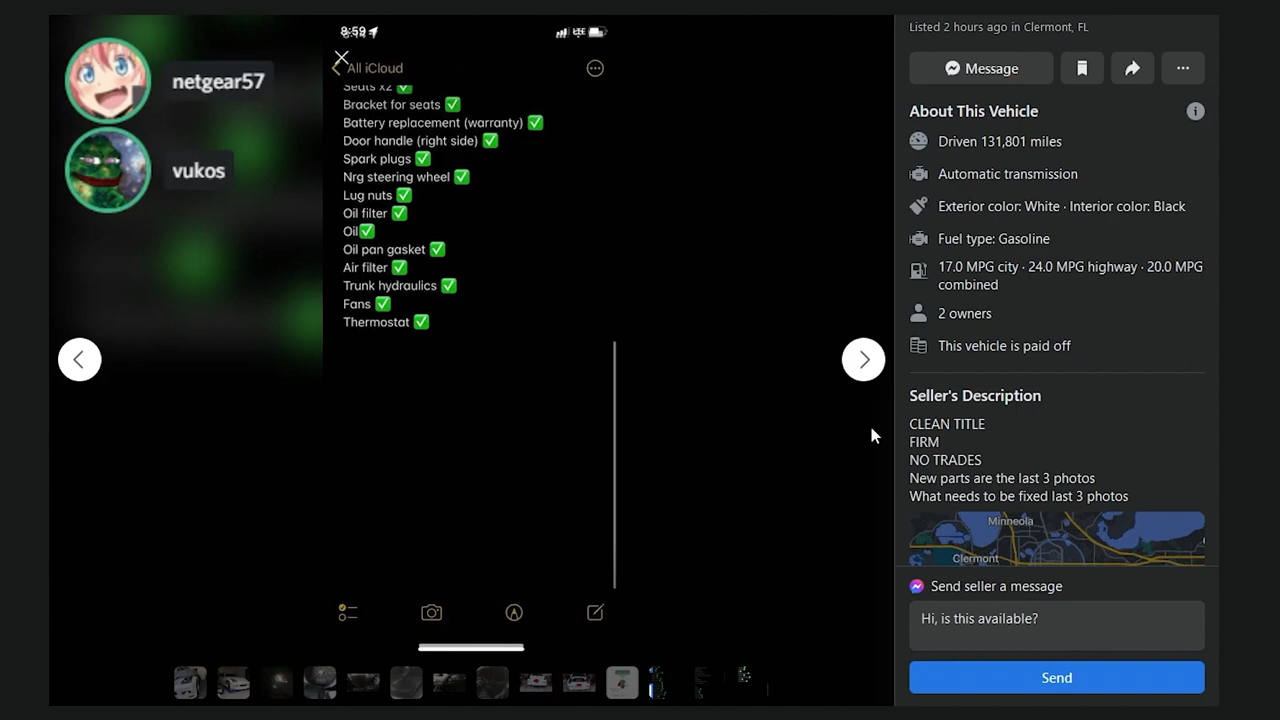 netgear57
vukos
8:59
LTE
All iCloud
Seats x2 ✅
Bracket for seats ✅
Battery replacement (warranty) ✅
Door handle (right side) ✅
Spark plugs ✅
Nrg steering wheel ✅
Lug nuts ✅
Oil filter ✅
Oil✅
Oil pan gasket ✅
Air filter ✅
Trunk hydraulics ✅
Fans ✅
Thermostat ✅
Listed 2 hours ago in Clermont, FL
Message
About This Vehicle
Driven 131,801 miles
Automatic transmission
Exterior color: White · Interior color: Black
Fuel type: Gasoline
17.0 MPG city · 24.0 MPG highway · 20.0 MPG
combined
2 owners
This vehicle is paid off
Seller's Description
CLEAN TITLE
FIRM
NO TRADES
New parts are the last 3 photos
What needs to be fixed last 3 photos
Minneola
Clermont
Send seller a message
Hi, is this available?
Send